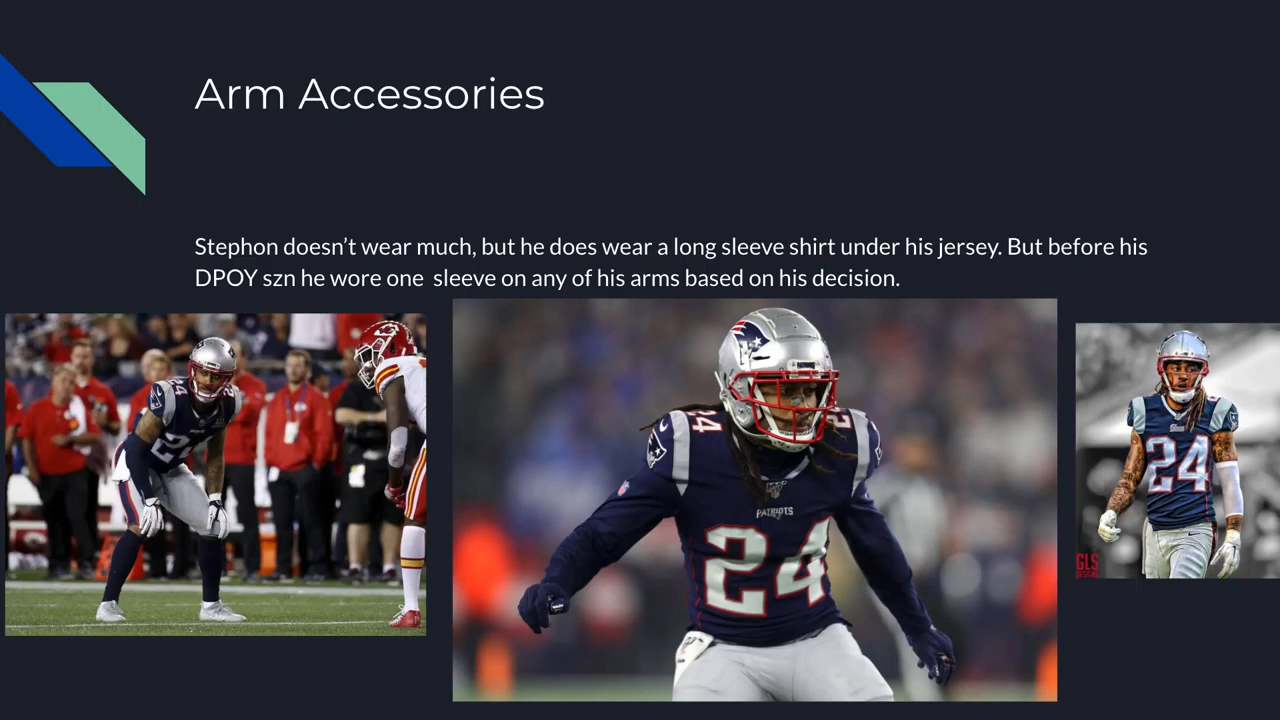 Arm Accessories
Stephon doesn’t wear much, but he does wear a long sleeve shirt under his jersey. But before his
DPOY szn he wore one  sleeve on any of his arms based on his decision.
24
24
PATRIOTS
24
24
GLS